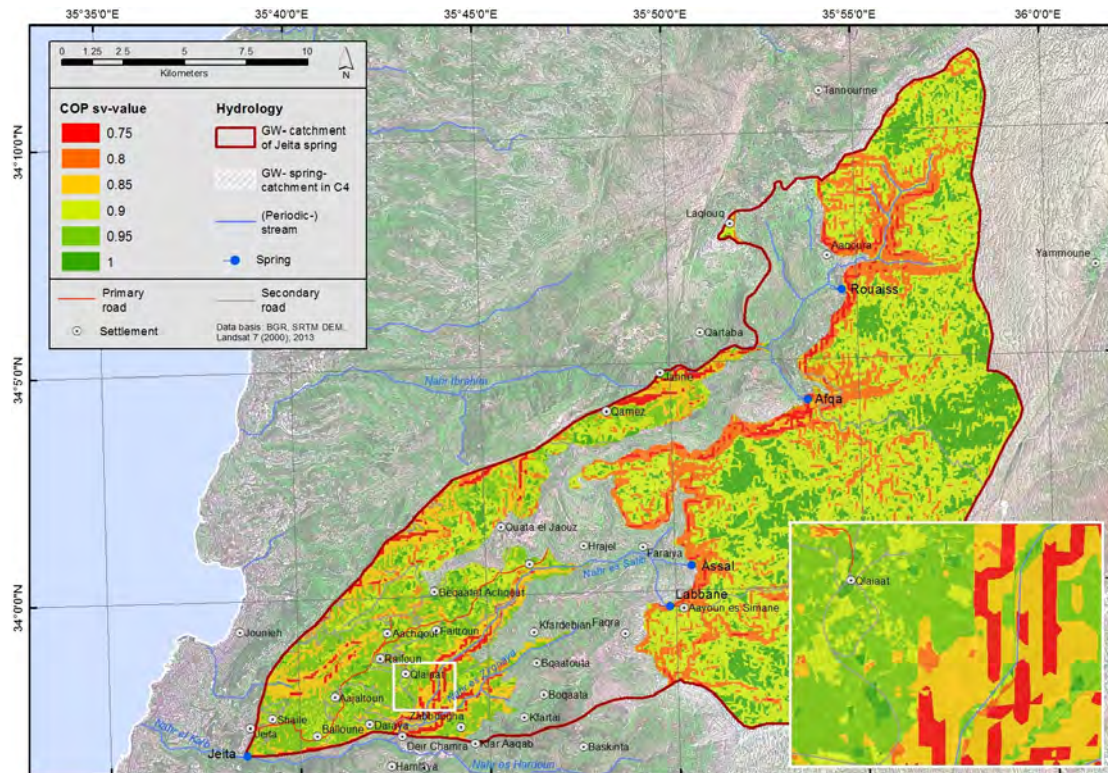 35°40'0"E
35°45'0"E
35°50'0"E
35°55'0"E
36°0'0"E
0 1.25 2.5 5 7.5 10
Kilometers
N
COP sv-value
0.75
0.8
0.85
0.9
0.95
1
Hydrology
GW- catchment
of Jeita spring
GW- spring-
catchment in C4
(Periodic-)
stream
Spring
Primary
road
Secondary
road
Settlement
Data basis: BGR, SRTM DEM,
Landsat 7 (2000); 2013
34°10'0"N
34°5'0"N
34°0'0"N
Tannourine
Laqlouq
Aaqoura
Yammoune
Rouaiss
Qartaba
Nahr Ibrahim
Janne
Afqa
Qamez
Ouata el Jaouz
Hrajel
Faraiya
Nahr es Salib
Assal
Labbane
Beqaatet Achqout
Aayoun es Simane
Jounieh
Aachqout
Faitroun
Kfardebian
Faqra
Raifoun
Qlaiaat
Bqaatouta
Aajaltoun
Boqaata
Shaile
Zabbougha
Kfartai
Jeita
Balloune
Daraya
Nahr el Kalb
Deir Chamra
Kfar Aaqab
Baskinta
Jeita
Hamlaya
Nahr es Hardoun
Qlaiaat